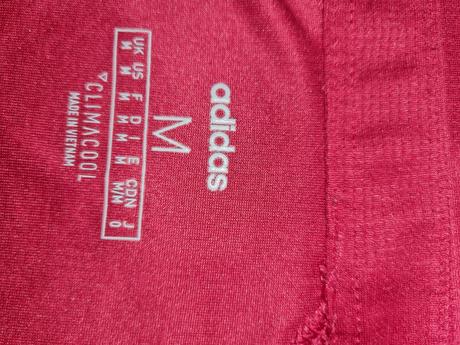 adidas
M
UK US F D I E CDN J
M M M M M M M/M O
CLIMACOOL
MADE IN VIETNAM